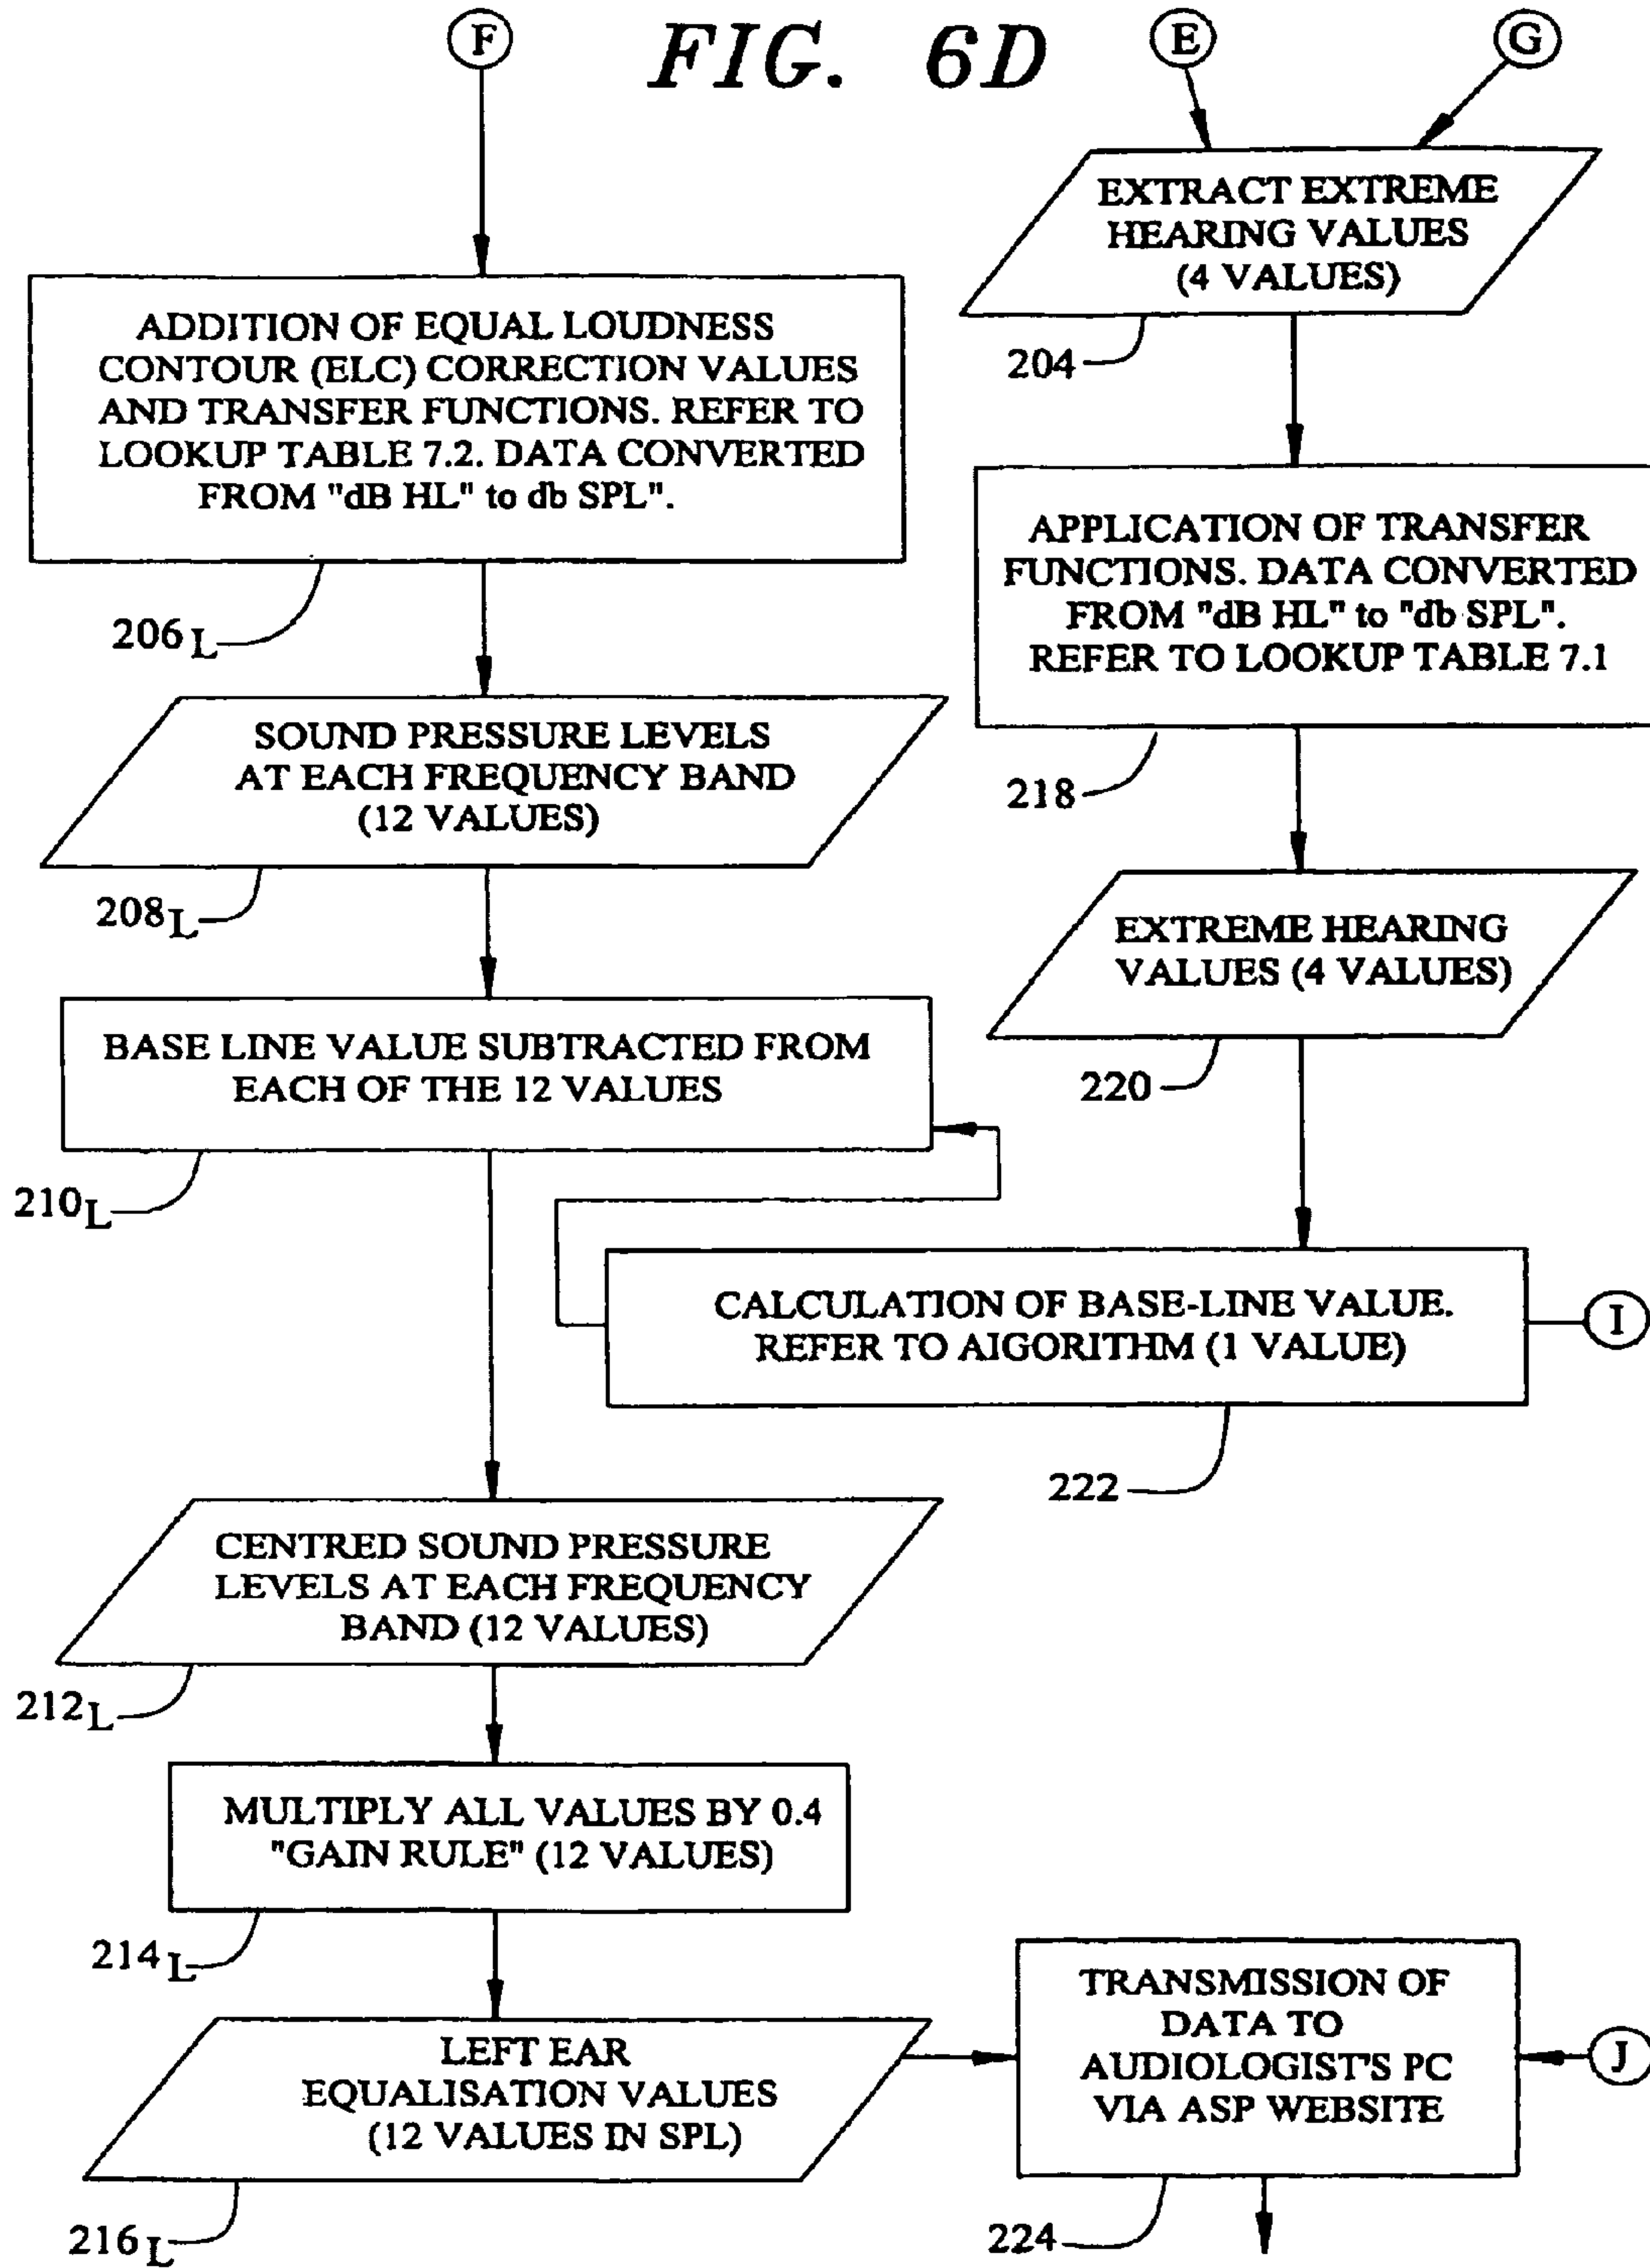 FIG. 6D
F
E
G
EXTRACT EXTREME
HEARING VALUES
(4 VALUES)
204
ADDITION OF EQUAL LOUDNESS
CONTOUR (ELC) CORRECTION VALUES
AND TRANSFER FUNCTIONS. REFER TO
LOOKUP TABLE 7.2. DATA CONVERTED
FROM "dB HL" to db SPL".
206L
APPLICATION OF TRANSFER
FUNCTIONS. DATA CONVERTED
FROM "dB HL" to "db SPL".
REFER TO LOOKUP TABLE 7.1
218
SOUND PRESSURE LEVELS
AT EACH FREQUENCY BAND
(12 VALUES)
208L
EXTREME HEARING
VALUES (4 VALUES)
220
BASE LINE VALUE SUBTRACTED FROM
EACH OF THE 12 VALUES
210L
CALCULATION OF BASE-LINE VALUE.
REFER TO AIGORITHM (1 VALUE)
I
222
CENTRED SOUND PRESSURE
LEVELS AT EACH FREQUENCY
BAND (12 VALUES)
212L
MULTIPLY ALL VALUES BY 0.4
"GAIN RULE" (12 VALUES)
214L
LEFT EAR
EQUALISATION VALUES
(12 VALUES IN SPL)
216L
TRANSMISSION OF
DATA TO
AUDIOLOGIST'S PC
VIA ASP WEBSITE
J
224